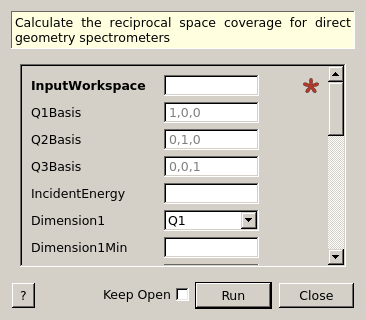 Calculate the reciprocal space coverage for direct
geometry spectrometers
InputWorkspace
*
Q1Basis 1,0,0
Q2Basis 0,1,0
Q3Basis 0,0,1
IncidentEnergy
Dimension1 Q1
Dimension1Min
? Keep Open Run Close